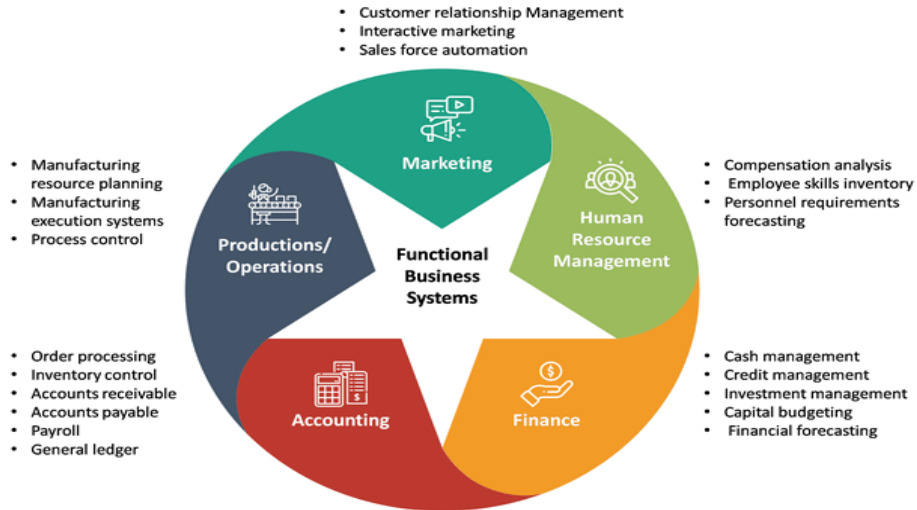 • Customer relationship Management
• Interactive marketing
• Sales force automation
Marketing
• Manufacturing
resource planning
• Manufacturing
execution systems
• Process control
Productions/
Operations
Functional
Business
Systems
Human
Resource
Management
• Compensation analysis
• Employee skills inventory
• Personnel requirements
forecasting
• Order processing
• Inventory control
• Accounts receivable
• Accounts payable
• Payroll
• General ledger
Accounting
$
Finance
$
• Cash management
• Credit management
• Investment management
• Capital budgeting
• Financial forecasting